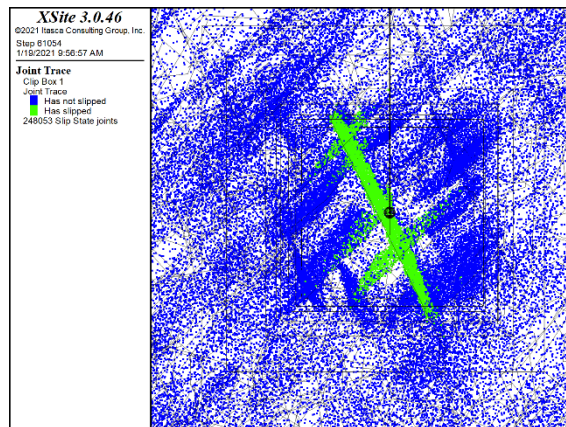 XSite 3.0.46
©2021 Itasca Consulting Group, Inc.
Step 61054
1/19/2021 9:56:57 AM
Joint Trace
Clip Box 1
Joint Trace
Has not slipped
Has slipped
248053 Slip State joints